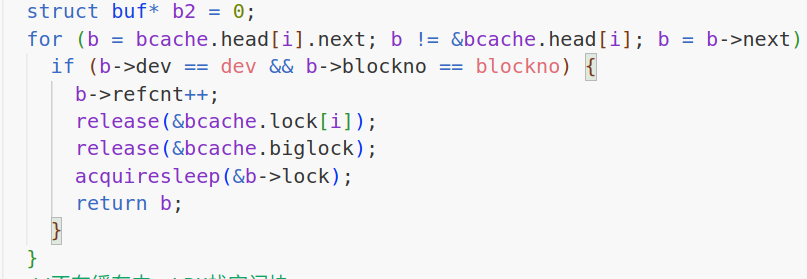 struct buf* b2 = 0;
for (b = bcache.head[i].next; b != &bcache.head[i]; b = b->next)
if (b->dev == dev && b->blockno == blockno) {
b->refcnt++;
release(&bcache.lock[i]);
release(&bcache.biglock);
acquiresleep(&b->lock);
return b;
}
}